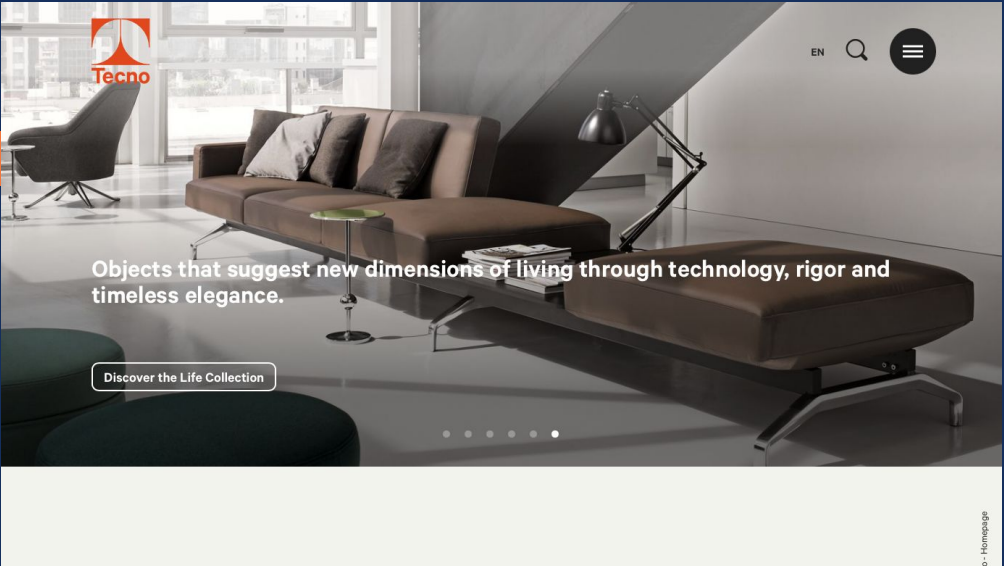 Tecno
EN
Objects that suggest new dimensions of living through technology, rigor and
timeless elegance.
Discover the Life Collection
- Homepage